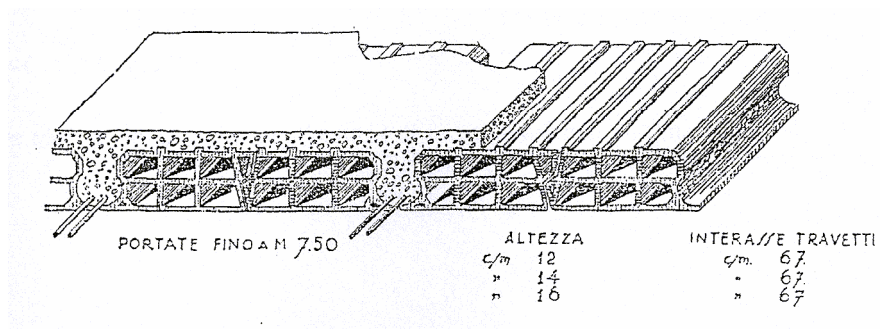 PORTATE FINO A M 7.50
ALTEZZA
c/m 12
" 14
" 16
INTERASSE TRAVETTI
c/m. 67.
" 67.
" 67